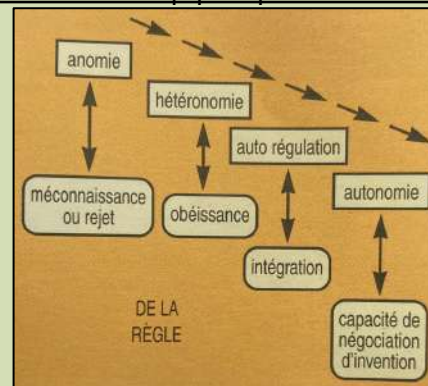 anomie
hétéronomie
auto régulation
autonomie
méconnaissance
ou rejet
obéissance
intégration
capacité de
négociation
d'invention
DE LA
RÈGLE